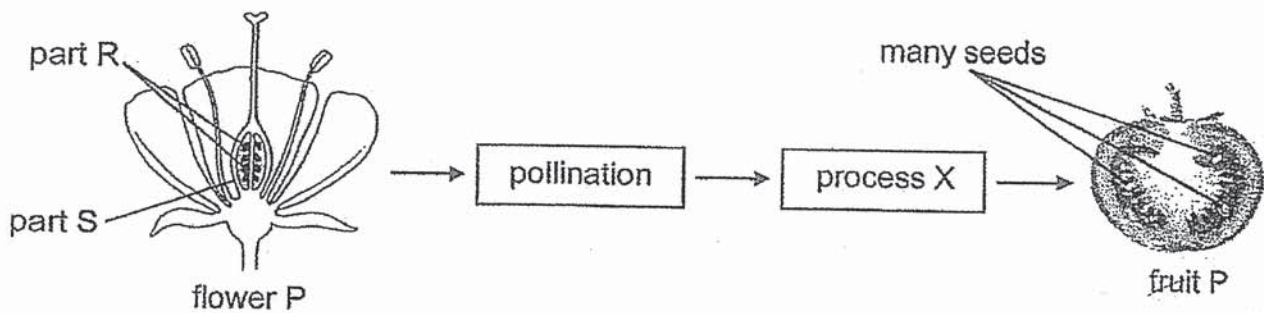 part R
many seeds
pollination
process X
part S
flower P
fruit P